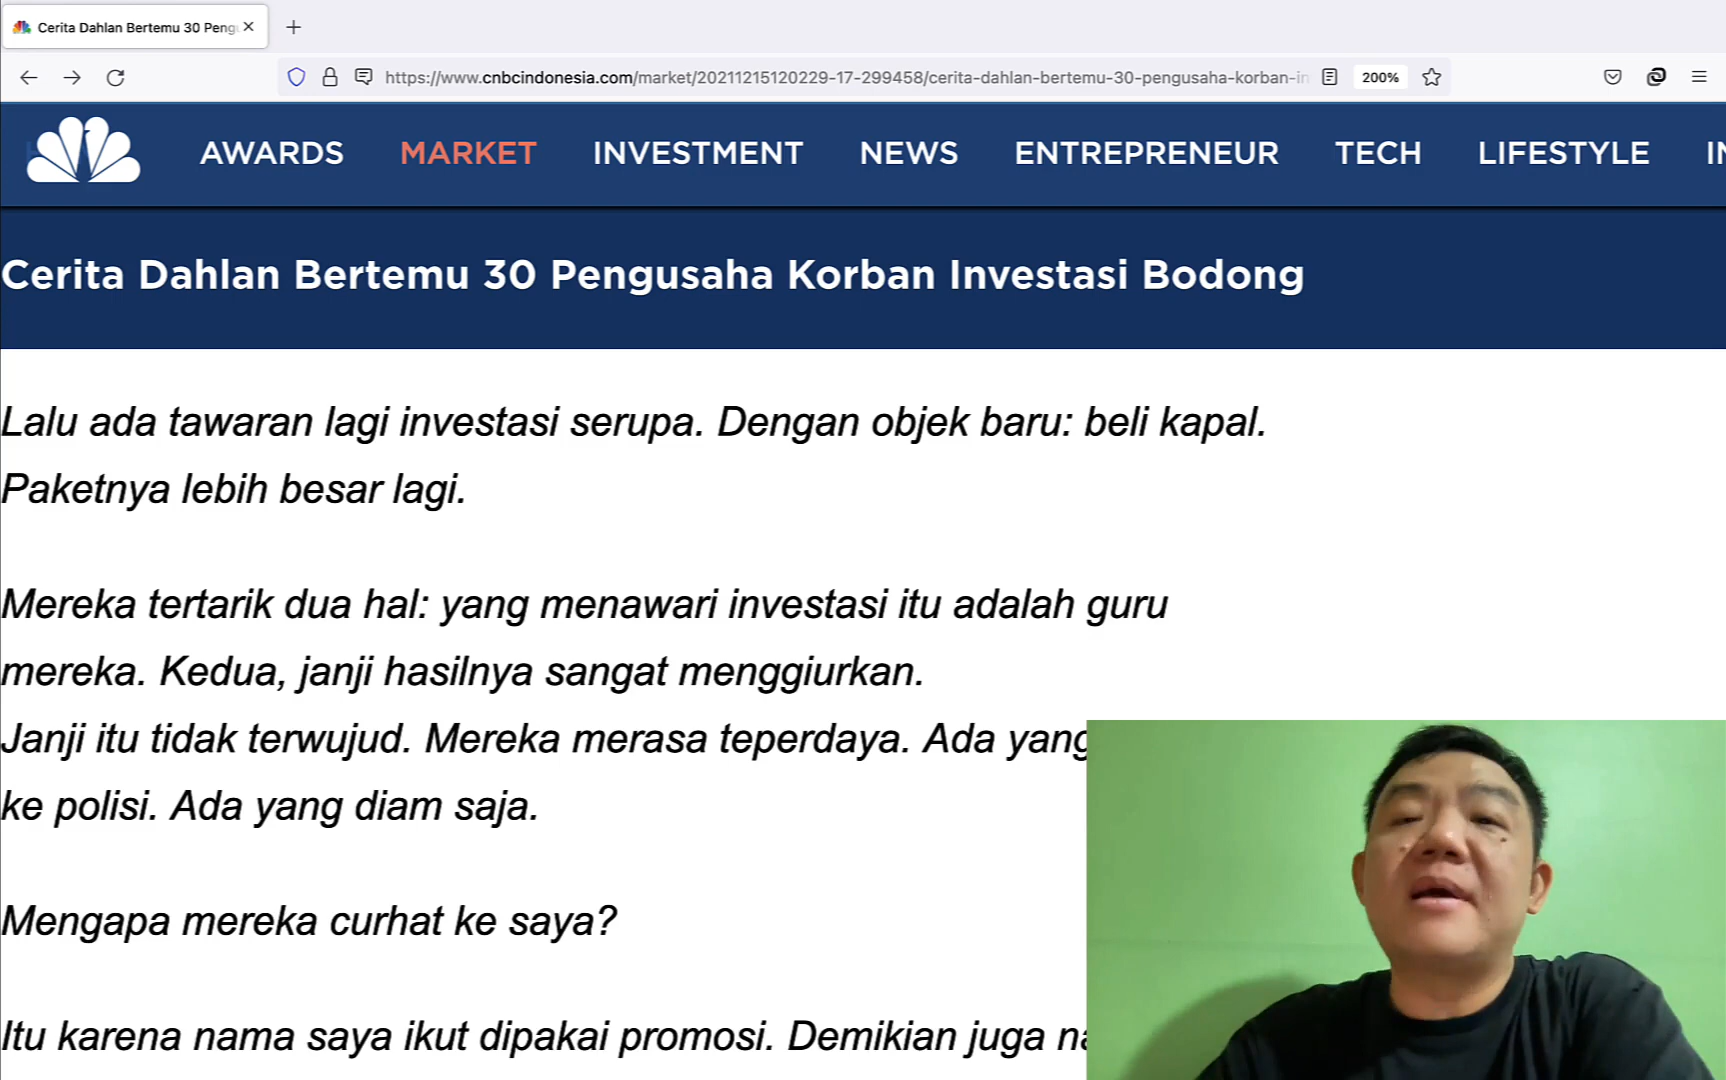 Cerita Dahlan Bertemu 30 Peng
https://www.cnbcindonesia.com/market/20211215120229-17-299458/cerita-dahlan-bertemu-30-pengusaha-korban-in
200%
AWARDS MARKET INVESTMENT NEWS ENTREPRENEUR TECH LIFESTYLE
Cerita Dahlan Bertemu 30 Pengusaha Korban Investasi Bodong
Lalu ada tawaran lagi investasi serupa. Dengan objek baru: beli kapal.
Paketnya lebih besar lagi.
Mereka tertarik dua hal: yang menawari investasi itu adalah guru
mereka. Kedua, janji hasilnya sangat menggiurkan.
Janji itu tidak terwujud. Mereka merasa teperdaya. Ada yang
ke polisi. Ada yang diam saja.
Mengapa mereka curhat ke saya?
Itu karena nama saya ikut dipakai promosi. Demikian juga